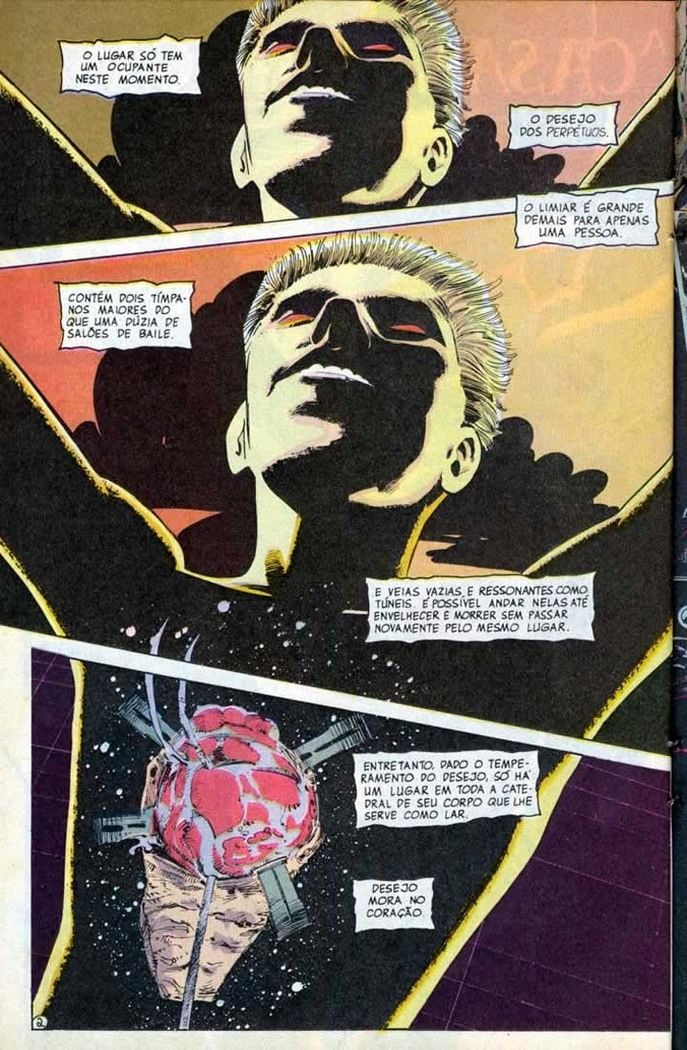 O LUGAR SÓ TEM
UM OCUPANTE
NESTE MOMENTO.
O DESEJO
DOS PERPÉTUOS.
O LIMIAR É GRANDE
DEMAIS PARA APENAS
UMA PESSOA.
CONTÉM DOIS TÍMPA-
NOS MAIORES DO
QUE UMA DÚZIA DE
SALÕES DE BAILE.
E VEIAS VAZIAS E RESSONANTES COMO
TÚNEIS. É POSSÍVEL ANDAR NELAS ATÉ
ENVELHECER E MORRER SEM PASSAR
NOVAMENTE PELO MESMO LUGAR.
ENTRETANTO, DADO O TEMPE-
RAMENTO DO DESEJO, SÓ HÁ
UM LUGAR EM TODA A CATE-
DRAL DE SEU CORPO QUE LHE
SERVE COMO LAR.
DESEJO
MORA NO
CORAÇÃO.
2